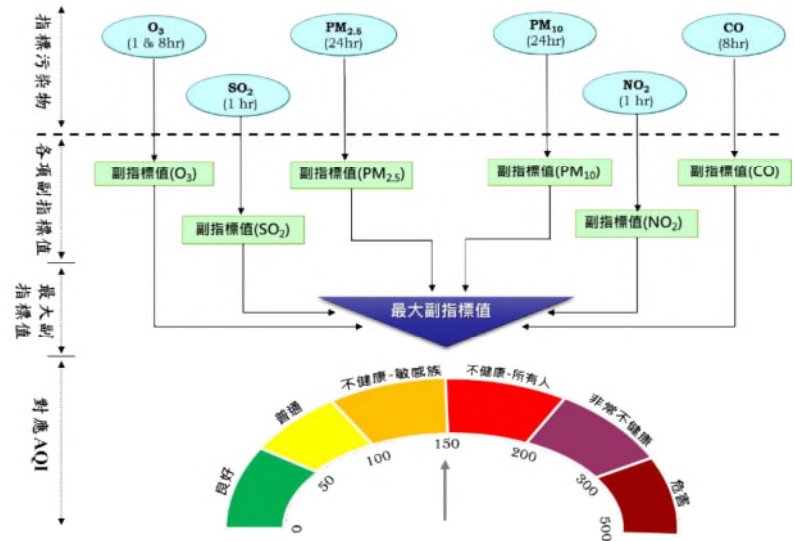 指標污染物
O₃
(1 & 8hr)
PM₂.₅
(24hr)
PM₁₀
(24hr)
CO
(8hr)
SO₂
(1 hr)
NO₂
(1 hr)
各項副指標值
副指標值(O₃)
副指標值(PM₂.₅)
副指標值(PM₁₀)
副指標值(CO)
副指標值(SO₂)
副指標值(NO₂)
最大副
指標值
最大副指標值
對應AQI
良好
普通
不健康-敏感族
不健康-所有人
非常不健康
危害
0
50
100
150
200
300
500